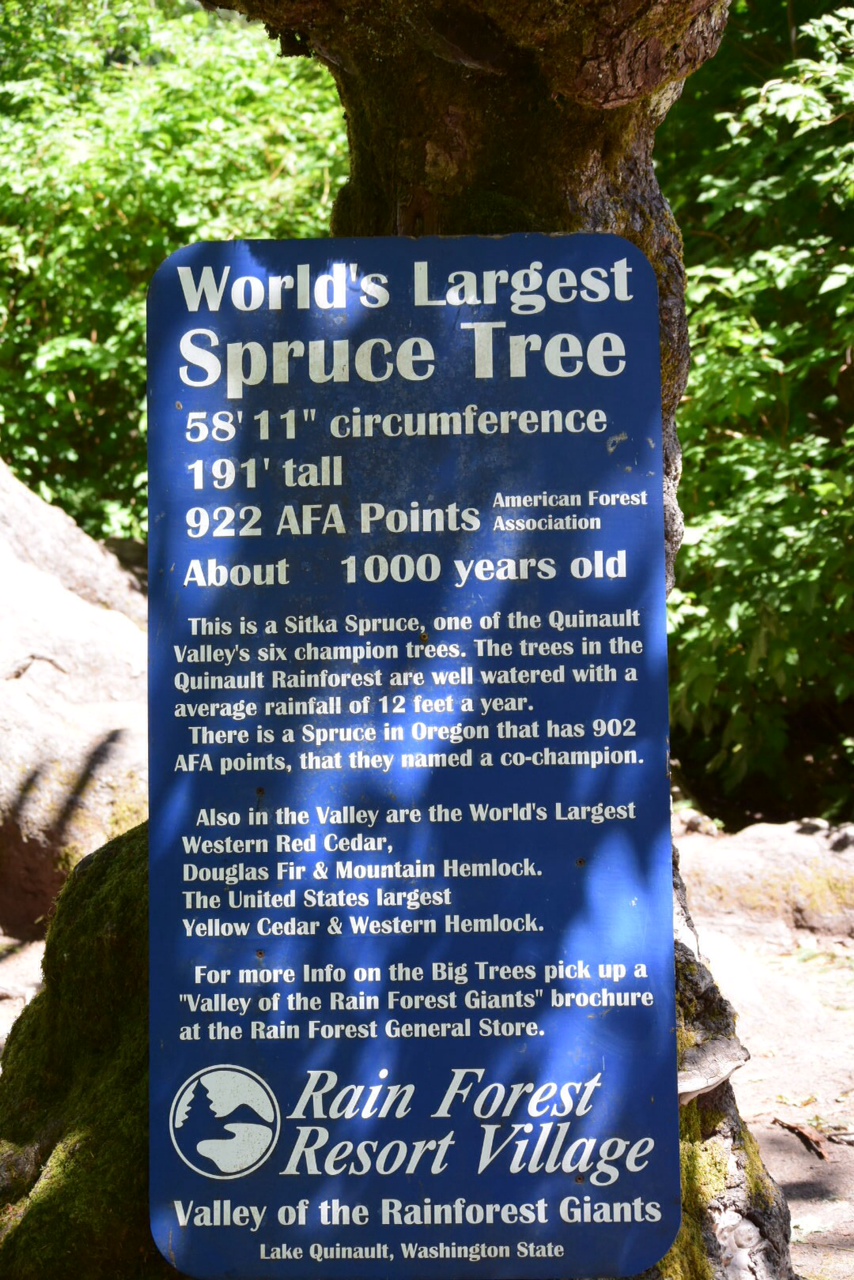 World's Largest
Spruce Tree
58' 11" circumference
191' tall
922 AFA Points American Forest
Association
About 1000 years old
This is a Sitka Spruce, one of the Quinault
Valley's six champion trees. The trees in the
Quinault Rainforest are well watered with a
average rainfall of 12 feet a year.
There is a Spruce in Oregon that has 902
AFA points, that they named a co-champion.
Also in the Valley are the World's Largest
Western Red Cedar,
Douglas Fir & Mountain Hemlock.
The United States largest
Yellow Cedar & Western Hemlock.
For more Info on the Big Trees pick up a
"Valley of the Rain Forest Giants" brochure
at the Rain Forest General Store.
Rain Forest
Resort Village
Valley of the Rainforest Giants
Lake Quinault, Washington State